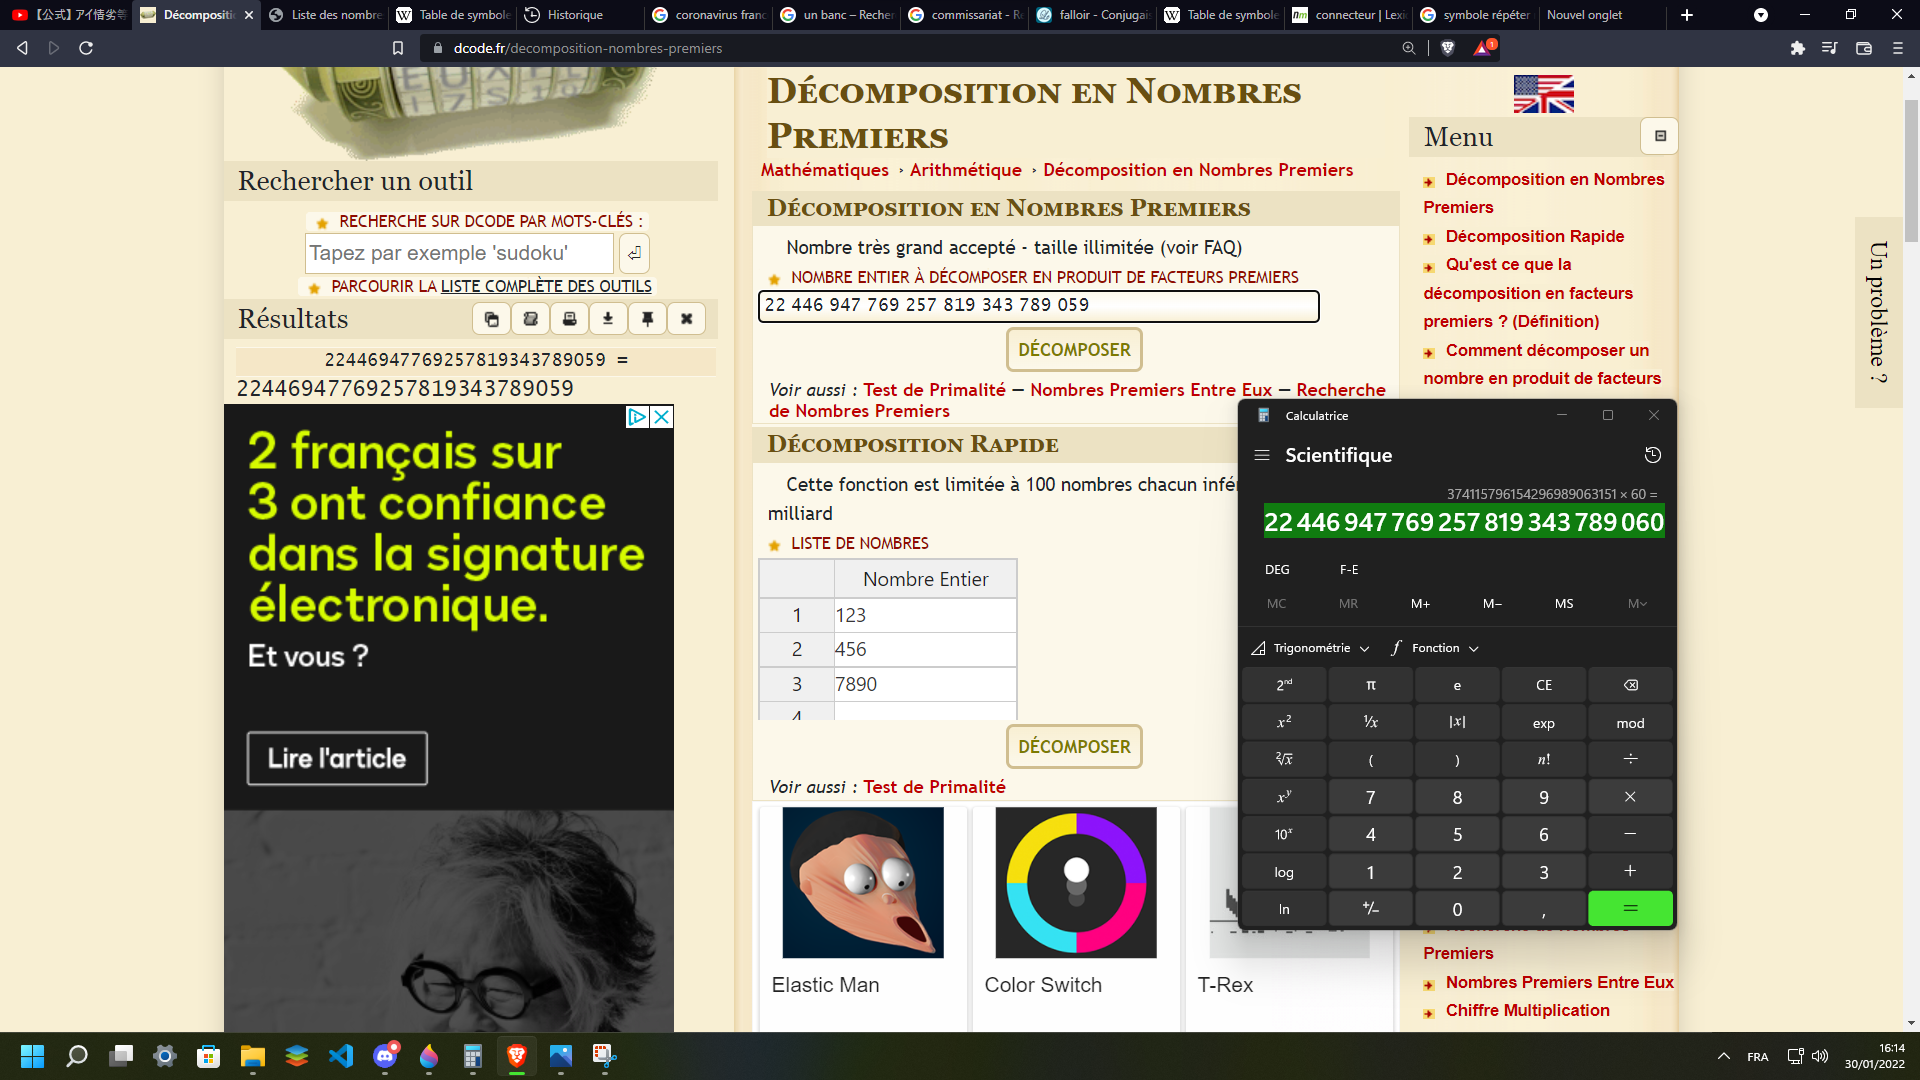 【公式】アイ情劣等
Décompositi
Liste des nombre
Table de symbole
Historique
coronavirus franc
un banc – Recher
commissariat - Re
falloir - Conjugais
Table de symbole
connecteur | Lexi
symbole répéter
Nouvel onglet
dcode.fr/decomposition-nombres-premiers
1
Rechercher un outil
RECHERCHE SUR DCODE PAR MOTS-CLÉS :
Tapez par exemple 'sudoku'
PARCOURIR LA LISTE COMPLÈTE DES OUTILS
Résultats
22446947769257819343789059 =
22446947769257819343789059
2 français sur
3 ont confiance
dans la signature
électronique.
Et vous ?
Lire l'article
Décomposition en Nombres
Premiers
Mathématiques › Arithmétique › Décomposition en Nombres Premiers
Décomposition en Nombres Premiers
Nombre très grand accepté - taille illimitée (voir FAQ)
NOMBRE ENTIER À DÉCOMPOSER EN PRODUIT DE FACTEURS PREMIERS
22 446 947 769 257 819 343 789 059
DÉCOMPOSER
Voir aussi : Test de Primalité — Nombres Premiers Entre Eux — Recherche
de Nombres Premiers
Décomposition Rapide
Cette fonction est limitée à 100 nombres chacun infér
milliard
LISTE DE NOMBRES
Nombre Entier
1 123
2 456
3 7890
4
DÉCOMPOSER
Voir aussi : Test de Primalité
Elastic Man
Color Switch
T-Rex
Menu
Décomposition en Nombres
Premiers
Décomposition Rapide
Qu'est ce que la
décomposition en facteurs
premiers ? (Définition)
Comment décomposer un
nombre en produit de facteurs
Premiers
Nombres Premiers Entre Eux
Chiffre Multiplication
Un problème ?
Calculatrice
Scientifique
374115796154296989063151 × 60 =
22 446 947 769 257 819 343 789 060
DEG F-E
MC MR M+ M− MS M
Trigonométrie Fonction
2nd π e CE
x² ¹/x |x| exp mod
²√x ( ) n! ÷
xʸ 7 8 9 ×
10ˣ 4 5 6 −
log 1 2 3 +
ln +/− 0 , =
FRA
16:14
30/01/2022